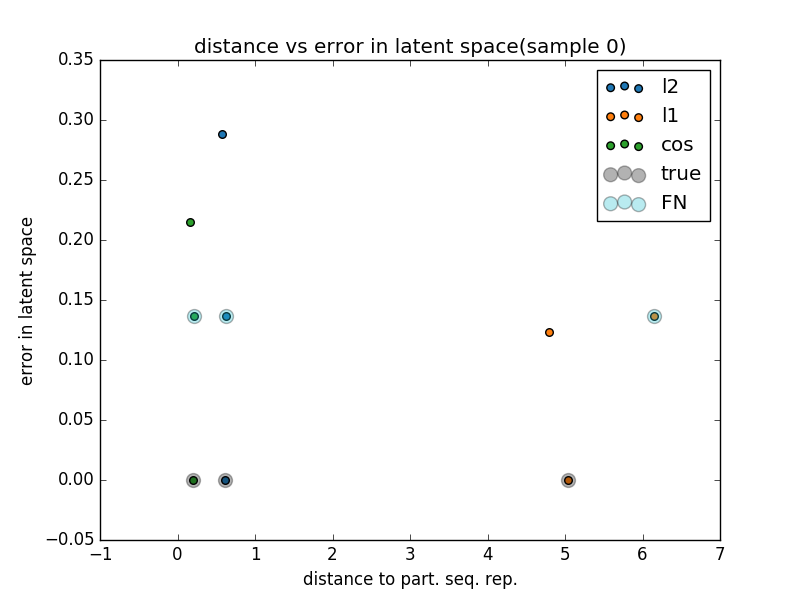 distance vs error in latent space(sample 0)
0.35
0.30
0.25
0.20
0.15
0.10
0.05
0.00
−0.05
error in latent space
l2
l1
cos
true
FN
−1 0 1 2 3 4 5 6 7
distance to part. seq. rep.